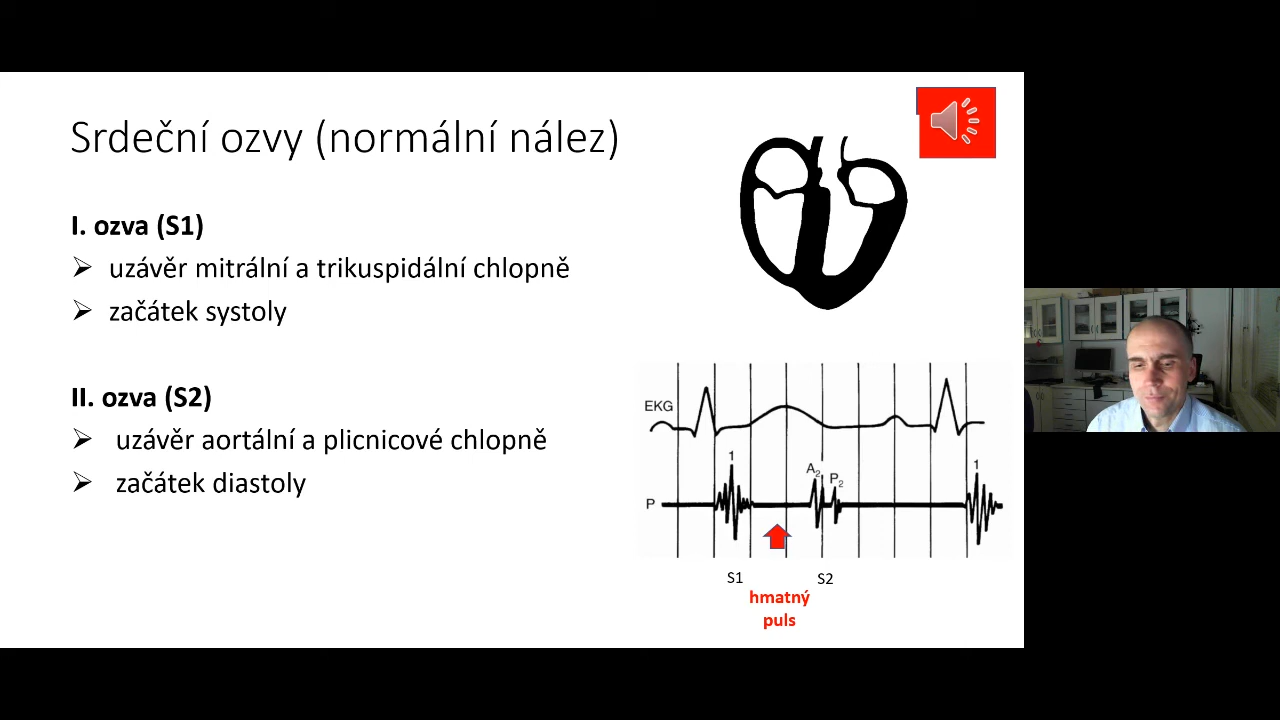 Srdeční ozvy (normální nález)
I. ozva (S1)
uzávěr mitrální a trikuspidální chlopně
začátek systoly
II. ozva (S2)
uzávěr aortální a plicnicové chlopně
začátek diastoly
EKG
1
A2
P2
1
P
S1
S2
hmatný
puls